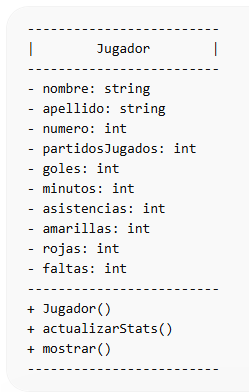 -------------------------
|        Jugador        |
-------------------------
- nombre: string
- apellido: string
- numero: int
- partidosJugados: int
- goles: int
- minutos: int
- asistencias: int
- amarillas: int
- rojas: int
- faltas: int
-------------------------
+ Jugador()
+ actualizarStats()
+ mostrar()
-------------------------